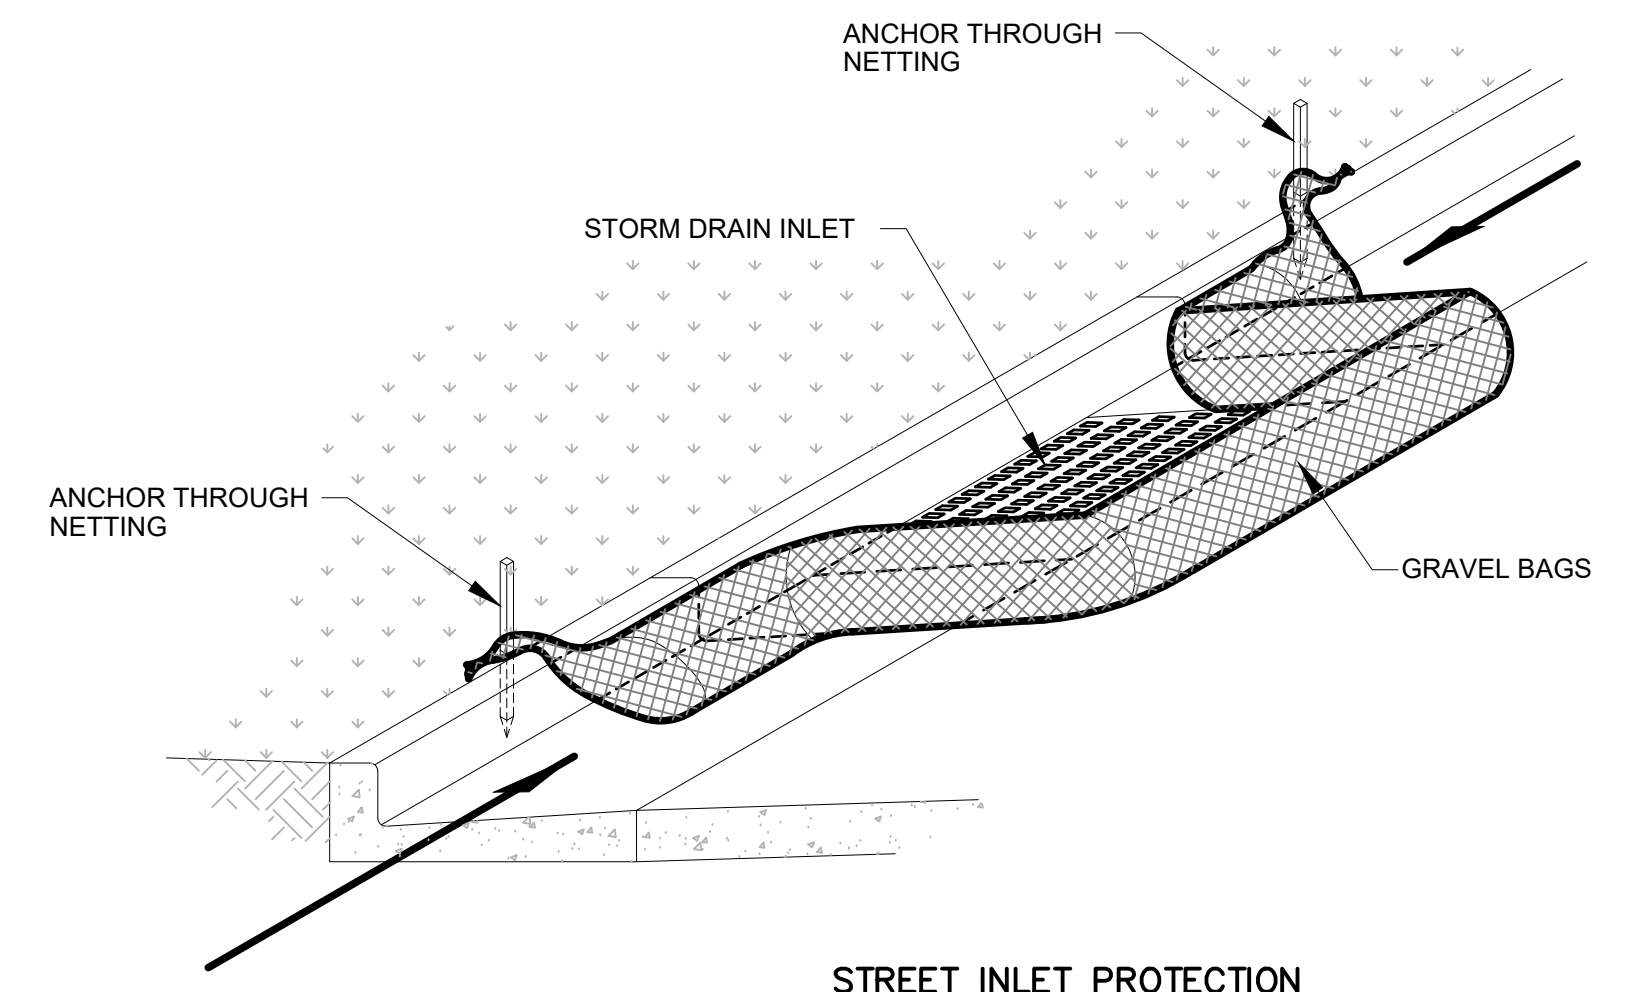 ANCHOR THROUGH
NETTING
STORM DRAIN INLET
ANCHOR THROUGH
NETTING
GRAVEL BAGS
STREET INLET PROTECTION